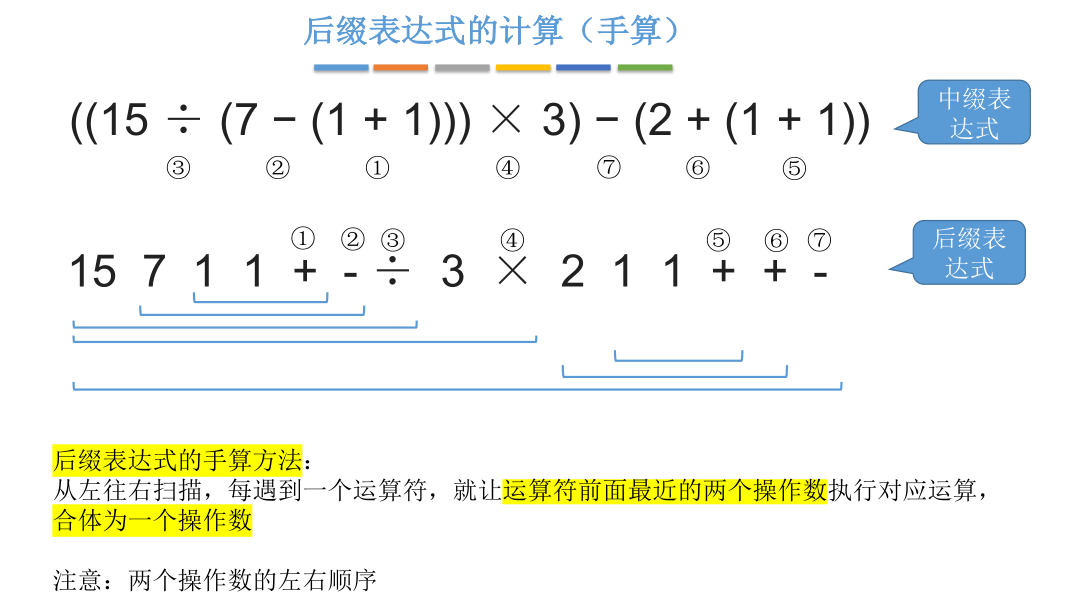 后缀表达式的计算（手算）
((15 ÷ (7 − (1 + 1))) × 3) − (2 + (1 + 1))
中缀表
达式
③ ② ① ④ ⑦ ⑥ ⑤
① ② ③ ④ ⑤ ⑥ ⑦
15 7 1 1 + - ÷ 3 × 2 1 1 + + -
后缀表
达式
后缀表达式的手算方法：
从左往右扫描，每遇到一个运算符，就让运算符前面最近的两个操作数执行对应运算，
合体为一个操作数
注意：两个操作数的左右顺序